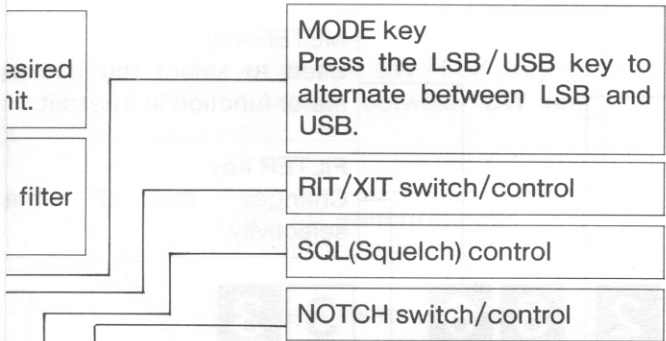 esired
nit.
filter
MODE key
Press the LSB/USB key to
alternate between LSB and
USB.
RIT/XIT switch/control
SQL(Squelch) control
NOTCH switch/control